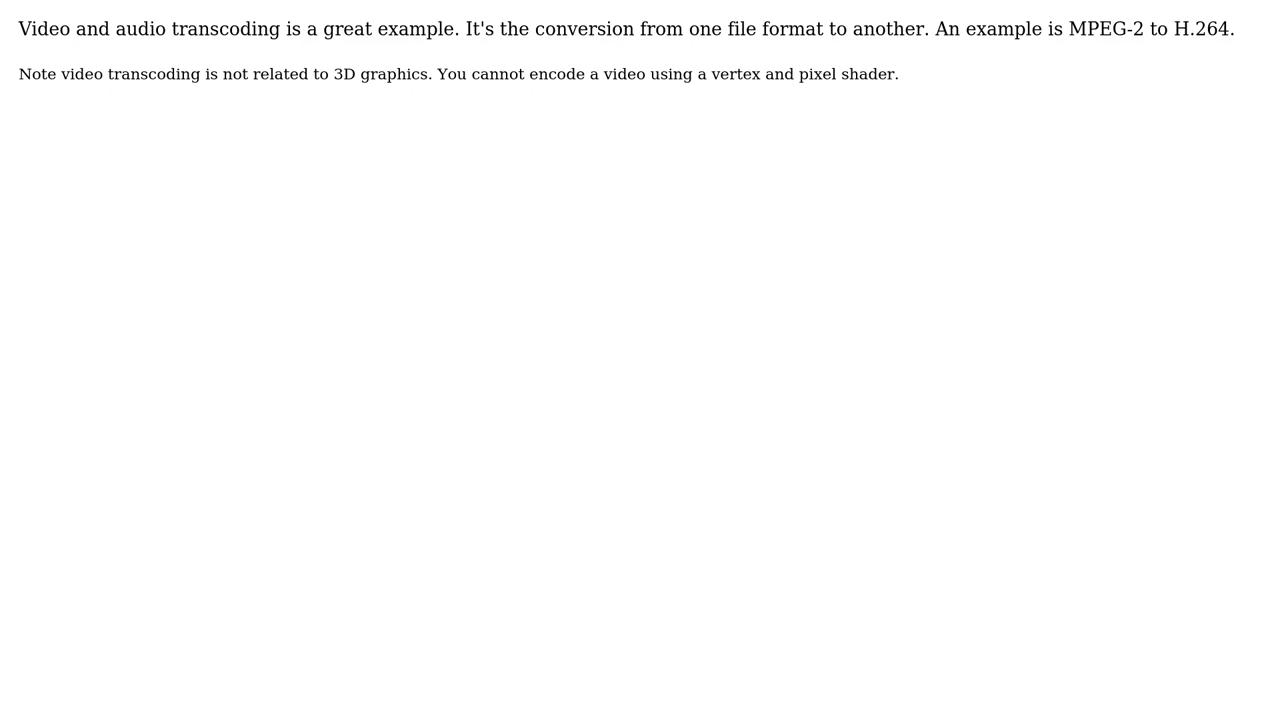 Video and audio transcoding is a great example. It's the conversion from one file format to another. An example is MPEG-2 to H.264.
Note video transcoding is not related to 3D graphics. You cannot encode a video using a vertex and pixel shader.